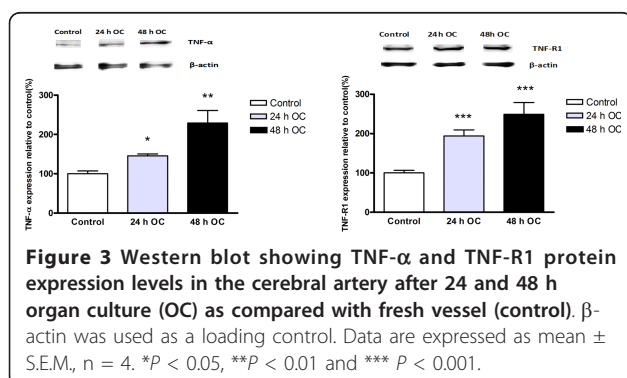 Control 24 h OC 48 h OC
TNF-α
β-actin
TNF-α expression relative to control(%)
300
200
100
0
*
**
Control
24 h OC
48 h OC
Control 24 h OC 48 h OC
Control 24 h OC 48h OC
TNF-R1
β-actin
TNF-R1 expression relative to control(%)
300
200
100
0
***
***
Control
24 h OC
48 h OC
Control 24 h OC 48 h OC
Figure 3 Western blot showing TNF-α and TNF-R1 protein
expression levels in the cerebral artery after 24 and 48 h
organ culture (OC) as compared with fresh vessel (control). β-
actin was used as a loading control. Data are expressed as mean ±
S.E.M., n = 4. *P < 0.05, **P < 0.01 and *** P < 0.001.